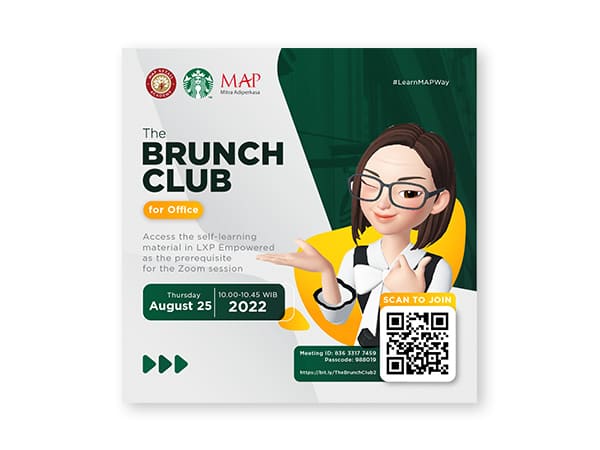 MAP
Mitra Adiperkasa
#LearnMAPWay
The
BRUNCH
CLUB
for Office
Access the self-learning
material in LXP Empowered
as the prerequisite
for the Zoom session
Thursday
August 25
10.00-10.45 WIB
2022
SCAN TO JOIN
Meeting ID: 836 3317 7459
Passcode: 988019
https://bit.ly/TheBrunchClub2